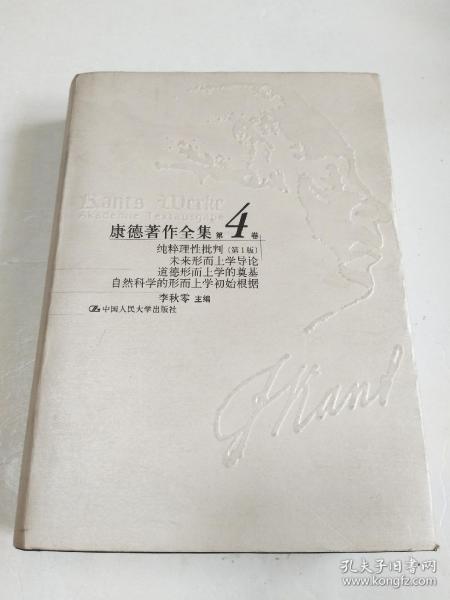 Kants Werke
Akademie Textausgabe
康德著作全集 第4卷
纯粹理性批判(第1版)
未来形而上学导论
道德形而上学的奠基
自然科学的形而上学初始根据
李秋零 主编
中国人民大学出版社
I Kant
孔夫子旧书网
www.kongfz.com